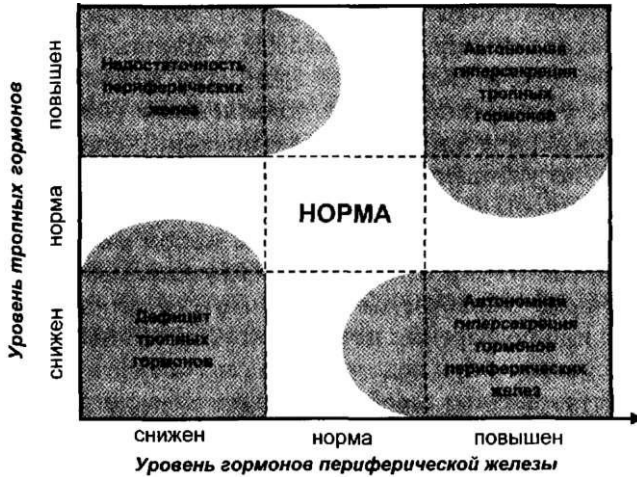 Недостаточность
периферических
желез
Автономная
гиперсекреция
тропных
гормонов
НОРМА
Дефицит
тропных
гормонов
Автономная
гиперсекреция
гормонов
периферических
желез
Уровень тропных гормонов
повышен
норма
снижен
снижен
норма
повышен
Уровень гормонов периферической железы